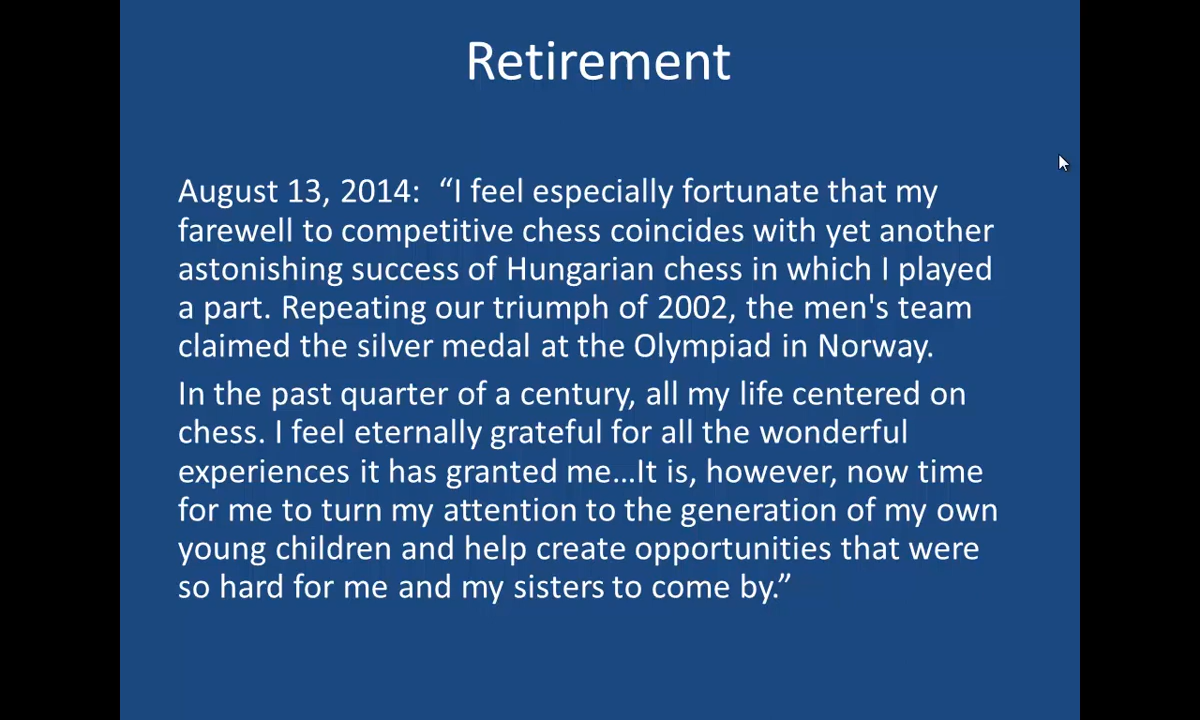 Retirement
August 13, 2014:  “I feel especially fortunate that my
farewell to competitive chess coincides with yet another
astonishing success of Hungarian chess in which I played
a part. Repeating our triumph of 2002, the men's team
claimed the silver medal at the Olympiad in Norway.
In the past quarter of a century, all my life centered on
chess. I feel eternally grateful for all the wonderful
experiences it has granted me…It is, however, now time
for me to turn my attention to the generation of my own
young children and help create opportunities that were
so hard for me and my sisters to come by.”